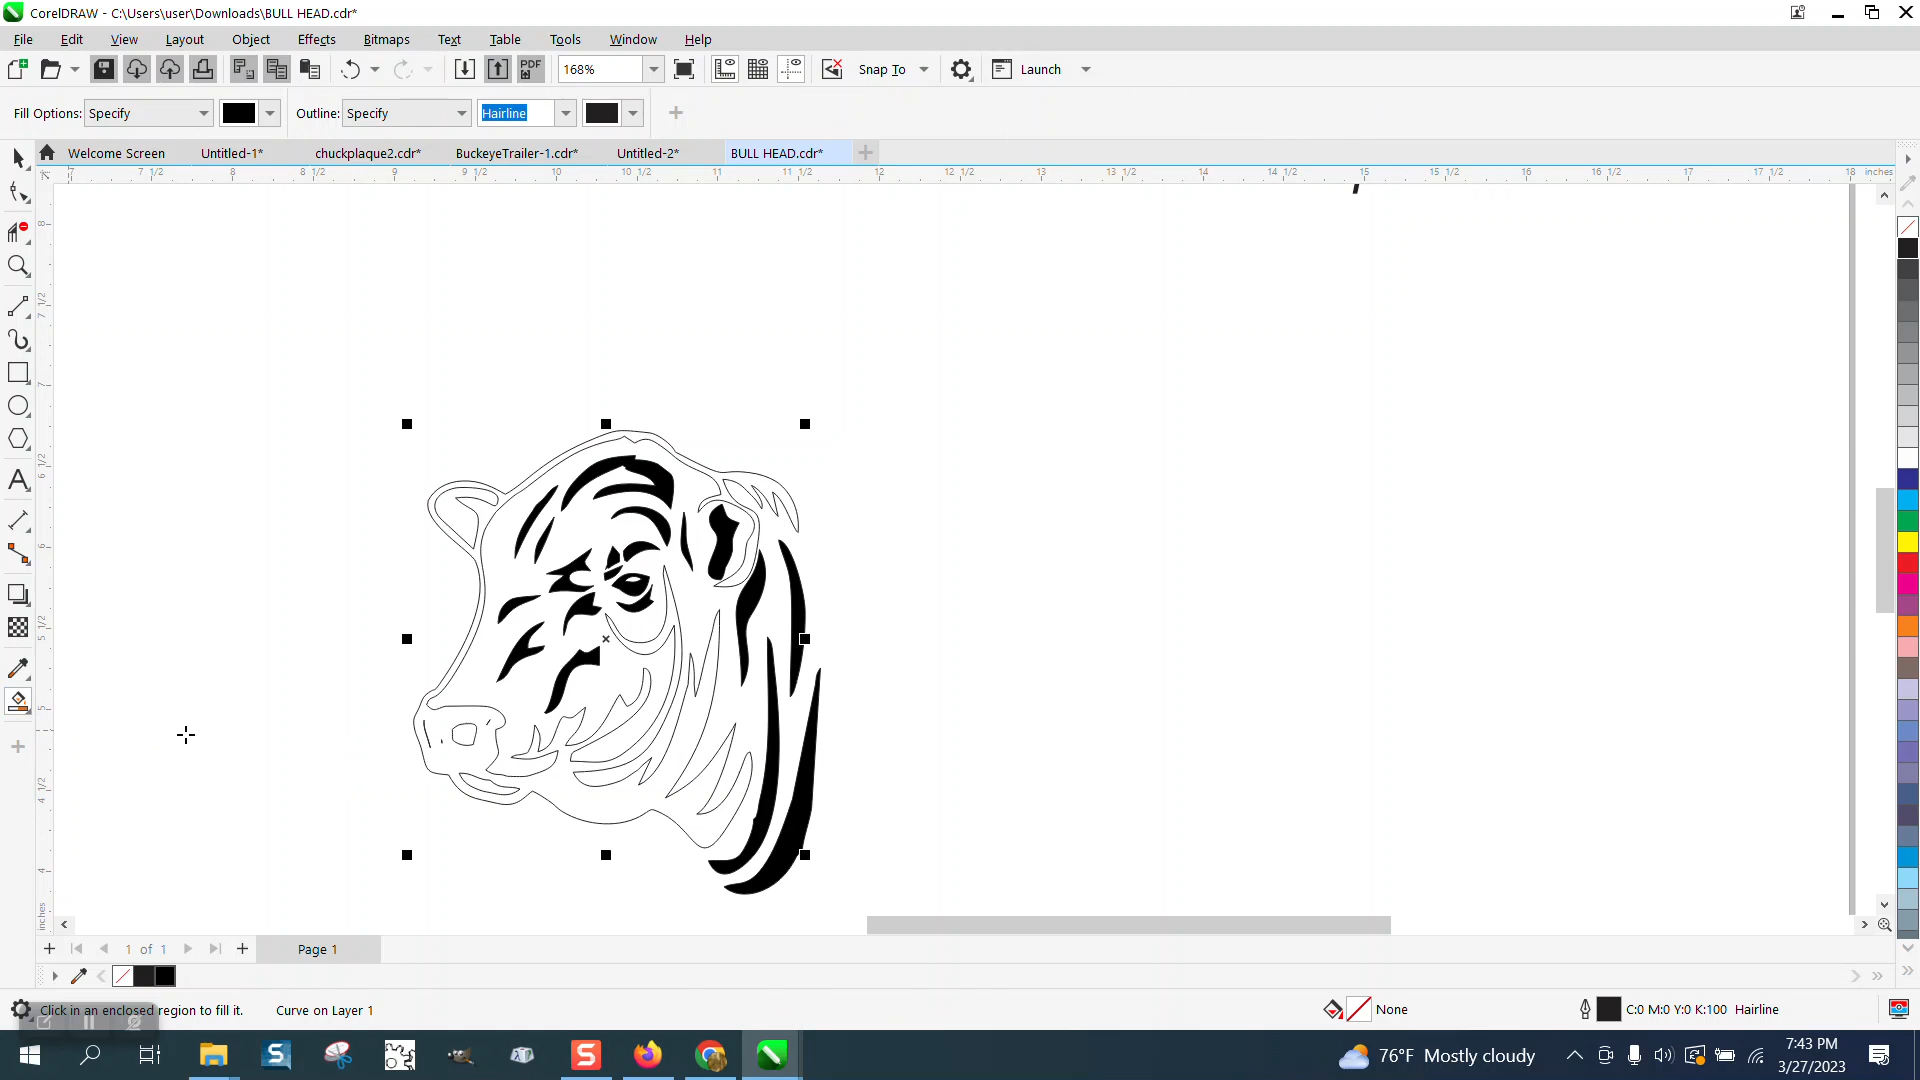 CorelDRAW - C:\Users\user\Downloads\BULL HEAD.cdr*
File Edit View Layout Object Effects Bitmaps Text Table Tools Window Help
PDF 168% Snap To Launch
Fill Options: Specify Outline: Specify Hairline
Welcome Screen Untitled-1* chuckplaque2.cdr* BuckeyeTrailer-1.cdr* Untitled-2* BULL HEAD.cdr*
7 7 1/2 8 8 1/2 9 9 1/2 10 10 1/2 11 11 1/2 12 12 1/2 13 13 1/2 14 14 1/2 15 15 1/2 16 16 1/2 17 17 1/2 18 inches
8
7 1/2
7
6 1/2
6
5 1/2
5
4 1/2
4
inches
1 of 1 Page 1
Click in an enclosed region to fill it. Curve on Layer 1 None C:0 M:0 Y:0 K:100 Hairline
76°F Mostly cloudy 7:43 PM
3/27/2023